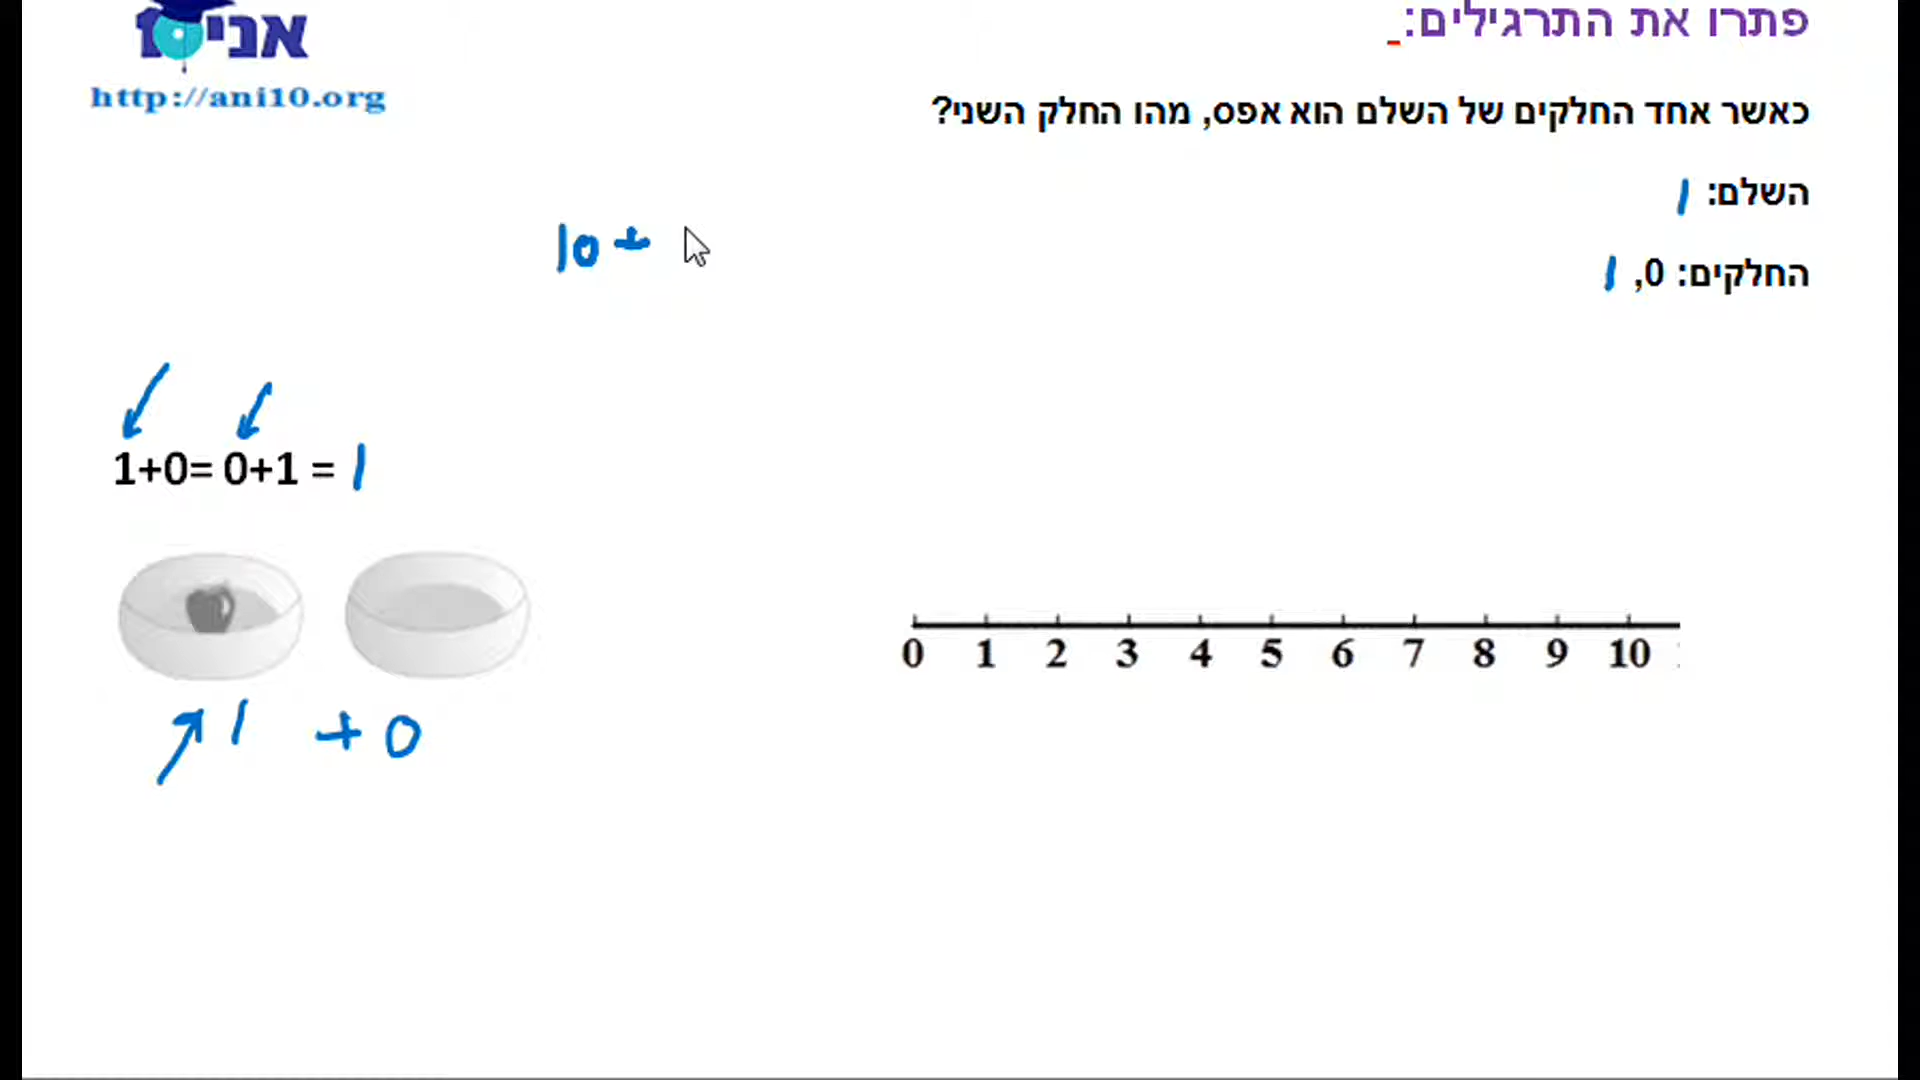 אני10
http://ani10.org
פתרו את התרגילים:
כאשר אחד החלקים של השלם הוא אפס, מהו החלק השני?
השלם: 1
החלקים: 0, 1
10 +
1+0= 0+1 = 1
1 + 0
0 1 2 3 4 5 6 7 8 9 10